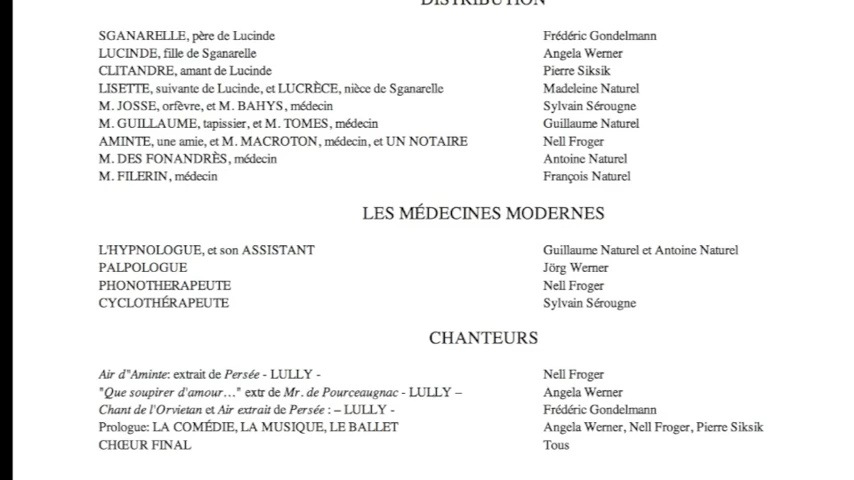 DISTRIBUTION
SGANARELLE, père de Lucinde Frédéric Gondelmann
LUCINDE, fille de Sganarelle Angela Werner
CLITANDRE, amant de Lucinde Pierre Siksik
LISETTE, suivante de Lucinde, et LUCRÈCE, nièce de Sganarelle Madeleine Naturel
M. JOSSE, orfèvre, et M. BAHYS, médecin Sylvain Sérougne
M. GUILLAUME, tapissier, et M. TOMES, médecin Guillaume Naturel
AMINTE, une amie, et M. MACROTON, médecin, et UN NOTAIRE Nell Froger
M. DES FONANDRÈS, médecin Antoine Naturel
M. FILERIN, médecin François Naturel
LES MÉDECINES MODERNES
L'HYPNOLOGUE, et son ASSISTANT Guillaume Naturel et Antoine Naturel
PALPOLOGUE Jörg Werner
PHONOTHERAPEUTE Nell Froger
CYCLOTHÉRAPEUTE Sylvain Sérougne
CHANTEURS
Air d"Aminte: extrait de Persée - LULLY - Nell Froger
"Que soupirer d'amour…" extr de Mr. de Pourceaugnac - LULLY – Angela Werner
Chant de l'Orvietan et Air extrait de Persée : – LULLY - Frédéric Gondelmann
Prologue: LA COMÉDIE, LA MUSIQUE, LE BALLET Angela Werner, Nell Froger, Pierre Siksik
CHŒUR FINAL Tous